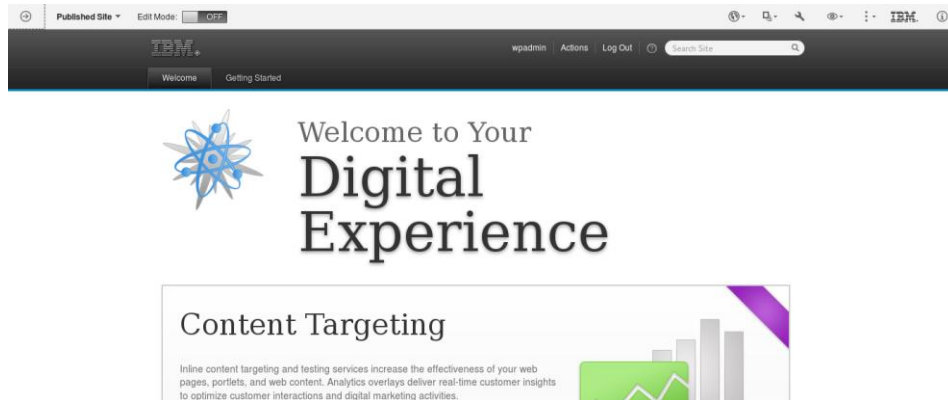 Published Site Edit Mode: OFF IBM.
IBM.
wpadmin Actions Log Out Search Site
Welcome Getting Started
Welcome to Your
Digital
Experience
Content Targeting
Inline content targeting and testing services increase the effectiveness of your web
pages, portlets, and web content. Analytics overlays deliver real-time customer insights
to optimize customer interactions and digital marketing activities.